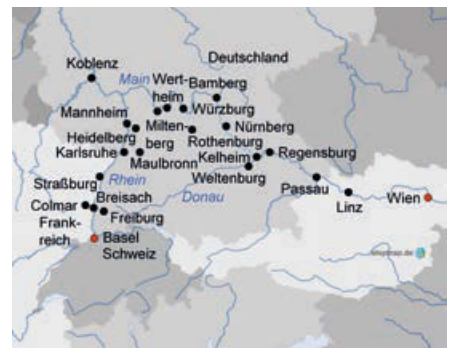 Deutschland
Koblenz
Main
Wert-
heim
Bamberg
Würzburg
Mannheim
Milten-
berg
Nürnberg
Heidelberg
Rothenburg
Karlsruhe
Maulbronn
Kelheim
Regensburg
Weltenburg
Straßburg
Rhein
Donau
Passau
Linz
Wien
Colmar
Breisach
Freiburg
Frank-
reich
Basel
Schweiz